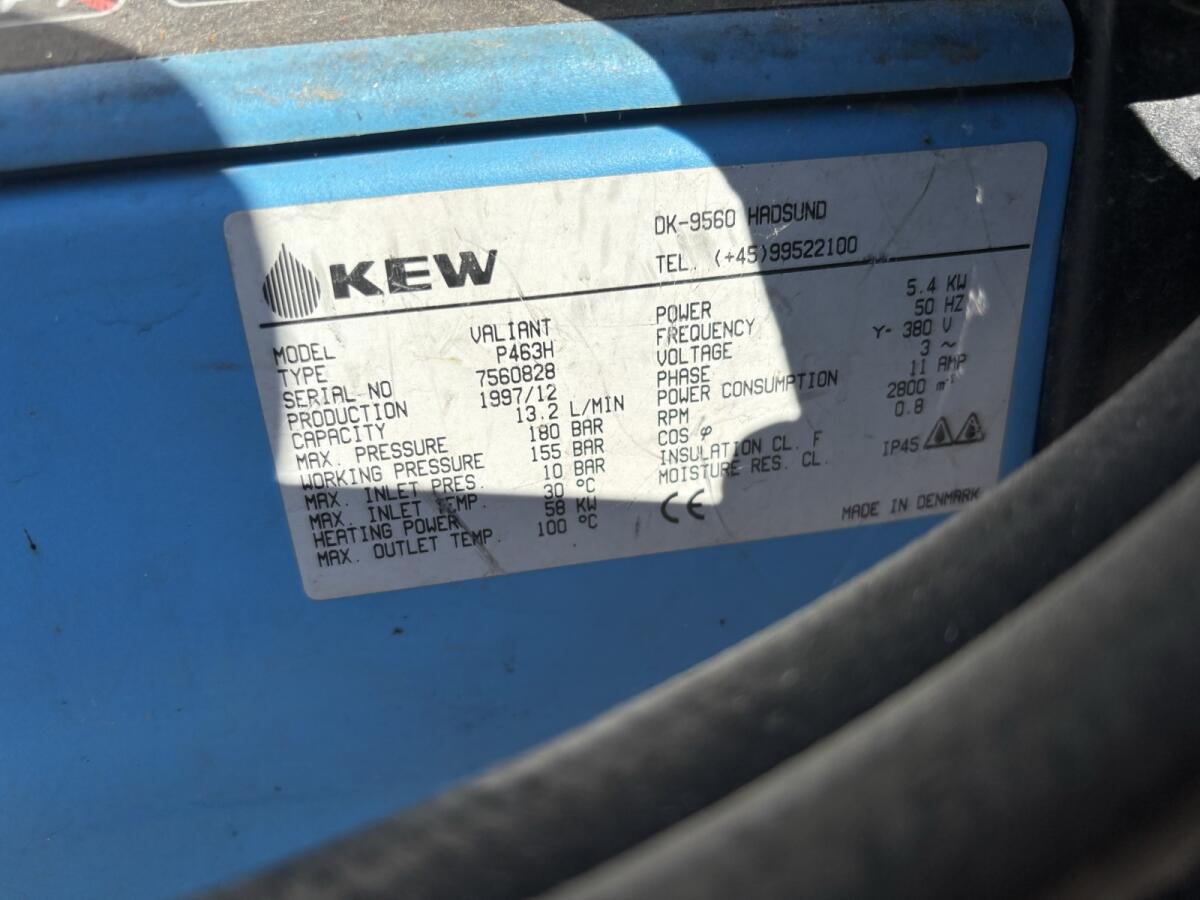 KEW
DK-9560 HADSUND
TEL. (+45)99522100
MODEL VALIANT
TYPE P463H
SERIAL NO 7560828
PRODUCTION 1997/12
CAPACITY 13.2 L/MIN
MAX. PRESSURE 180 BAR
WORKING PRESSURE 155 BAR
MAX. INLET PRES. 10 BAR
MAX. INLET TEMP. 30 °C
HEATING POWER 58 KW
MAX. OUTLET TEMP. 100 °C
POWER 5.4 KW
FREQUENCY 50 HZ
VOLTAGE Y- 380 V
PHASE 3 ~
POWER CONSUMPTION 11 AMP
RPM 2800 m⁻¹
COS φ 0.8
INSULATION CL. F
MOISTURE RES. CL. IP45
CE
MADE IN DENMARK